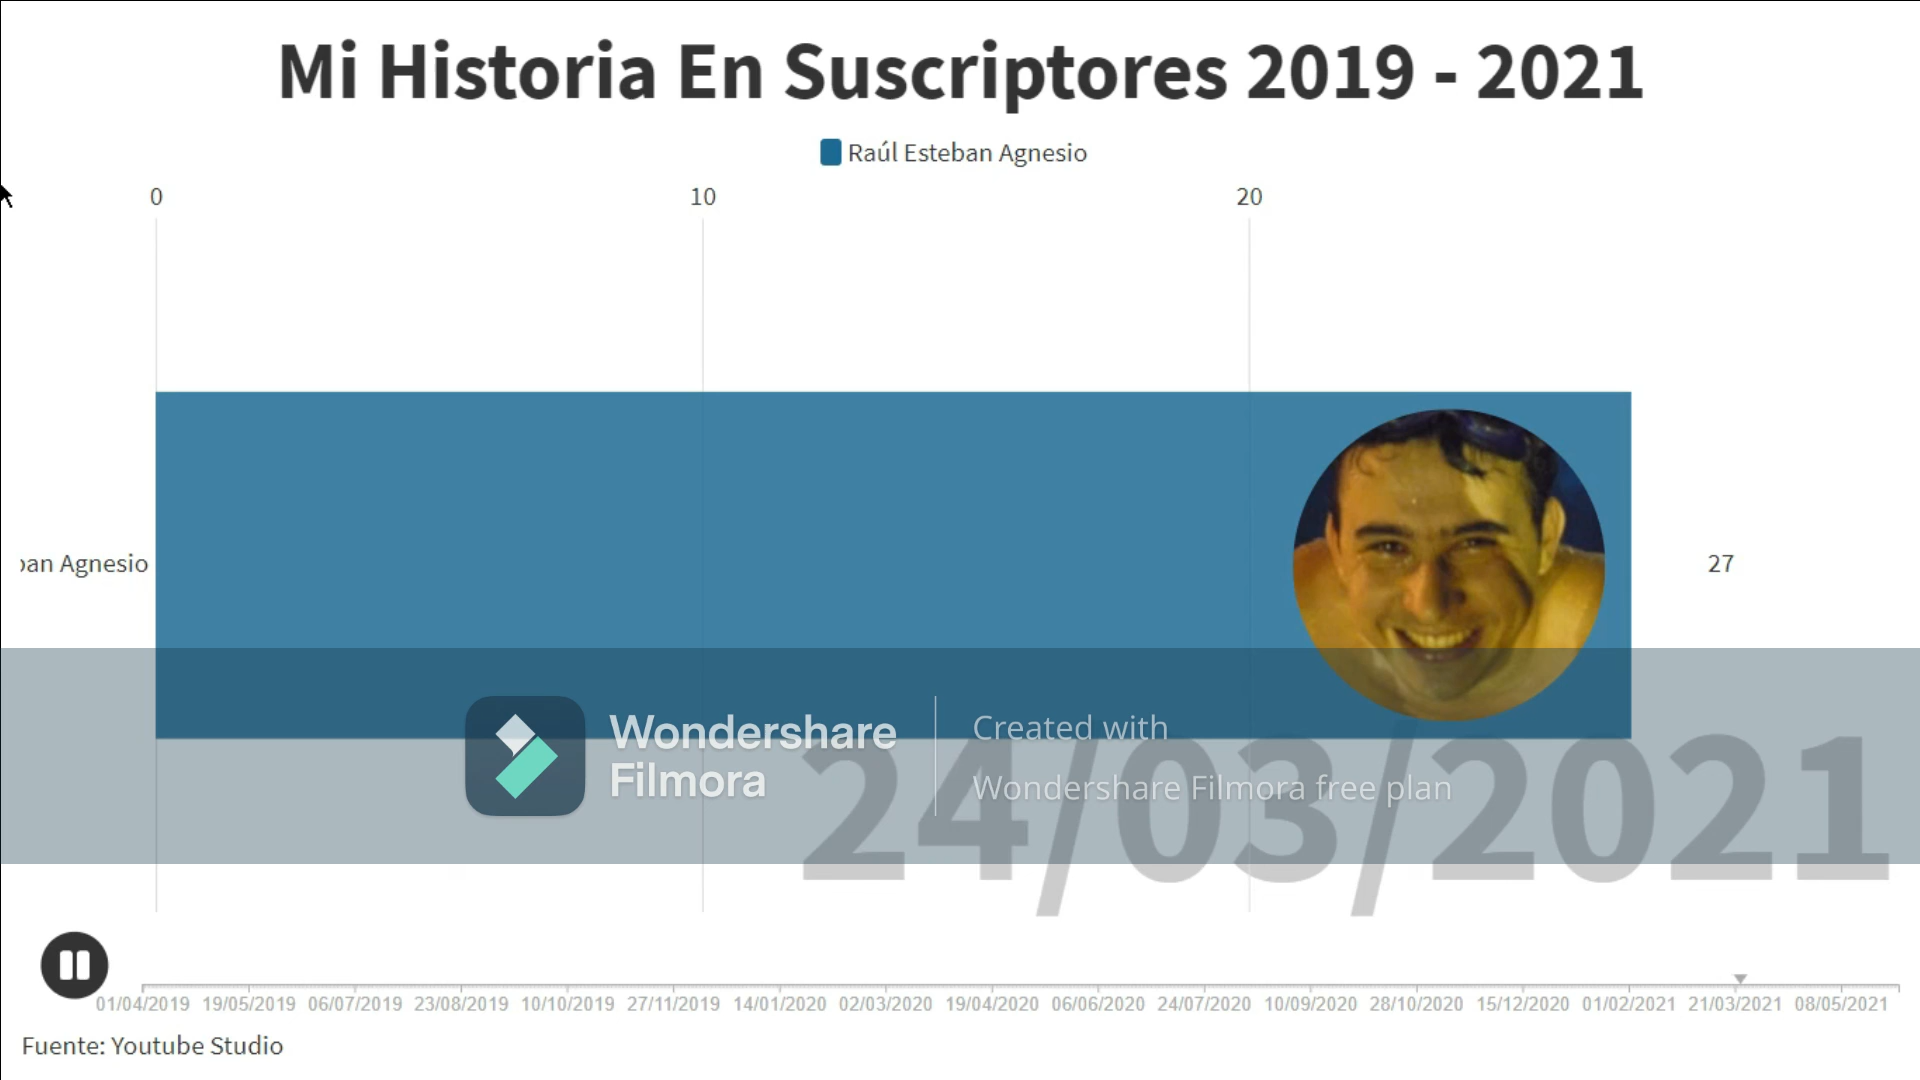 Mi Historia En Suscriptores 2019 - 2021
Raúl Esteban Agnesio
0 10 20
ban Agnesio
27
Wondershare
Filmora
Created with
Wondershare Filmora free plan
24/03/2021
01/04/2019 19/05/2019 06/07/2019 23/08/2019 10/10/2019 27/11/2019 14/01/2020 02/03/2020 19/04/2020 06/06/2020 24/07/2020 10/09/2020 28/10/2020 15/12/2020 01/02/2021 21/03/2021 08/05/2021
Fuente: Youtube Studio